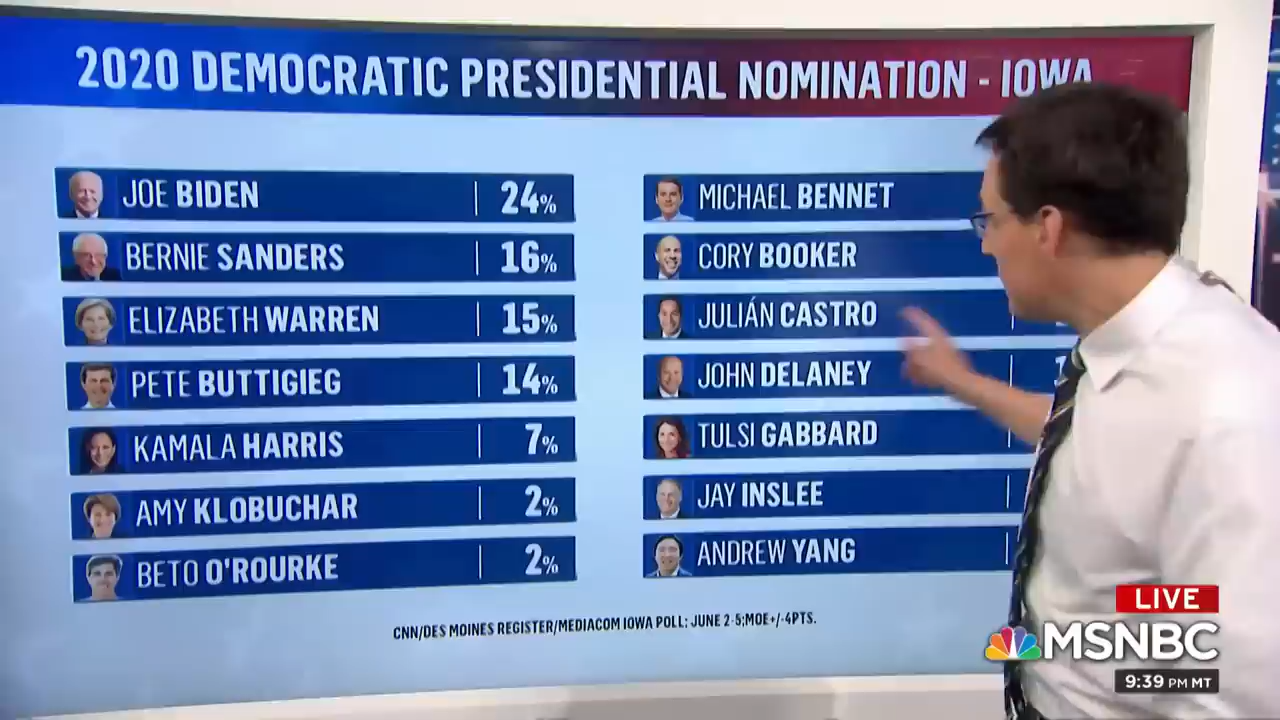 2020 DEMOCRATIC PRESIDENTIAL NOMINATION - IOWA
JOE BIDEN 24%
BERNIE SANDERS 16%
ELIZABETH WARREN 15%
PETE BUTTIGIEG 14%
KAMALA HARRIS 7%
AMY KLOBUCHAR 2%
BETO O'ROURKE 2%
MICHAEL BENNET
CORY BOOKER
JULIÁN CASTRO
JOHN DELANEY
TULSI GABBARD
JAY INSLEE
ANDREW YANG
CNN/DES MOINES REGISTER/MEDIACOM IOWA POLL: JUNE 2-5;MOE+/-4PTS.
LIVE
MSNBC
9:39 PM MT